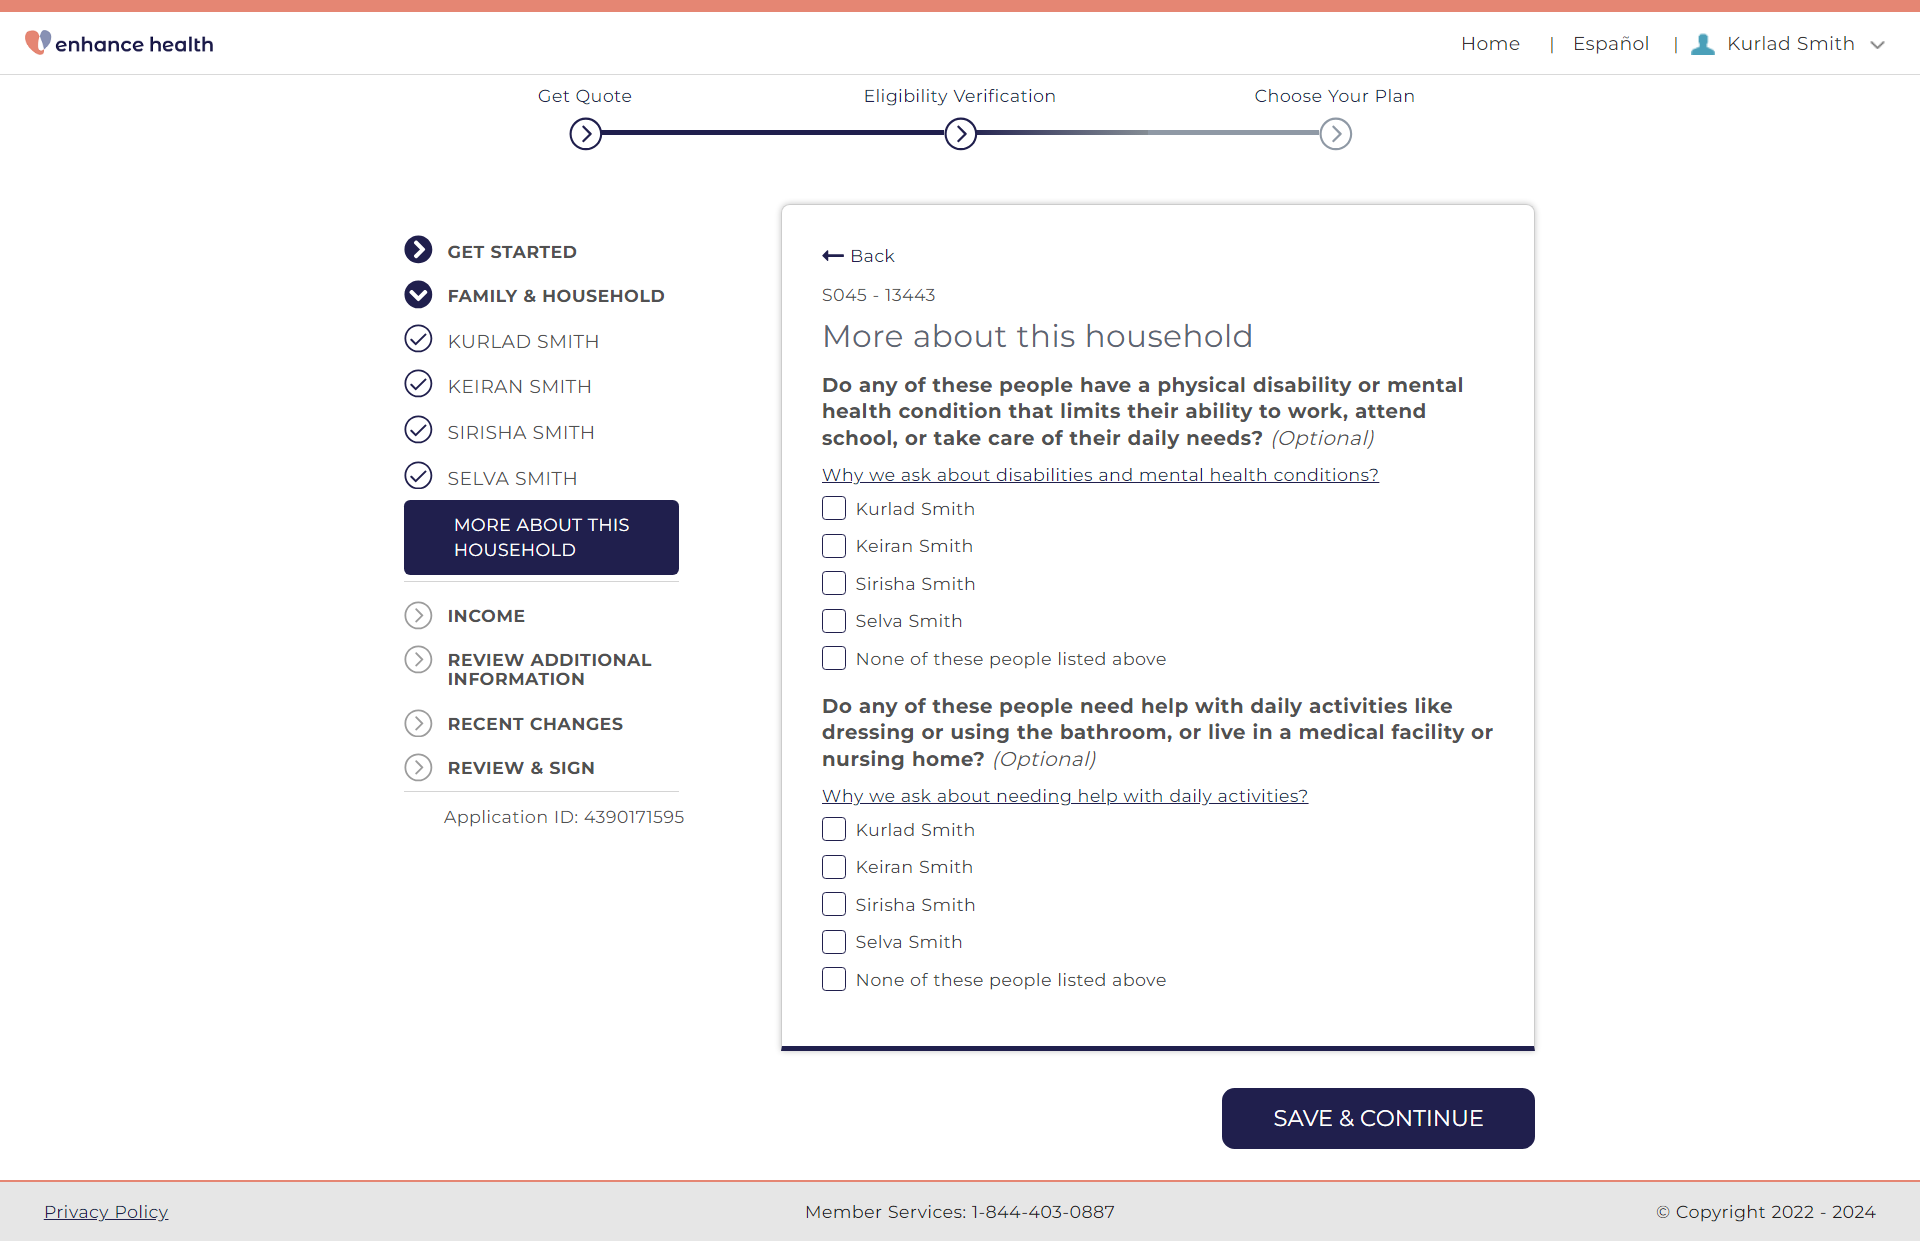 enhance health
Home | Español | Kurlad Smith
Get Quote
Eligibility Verification
Choose Your Plan
GET STARTED
FAMILY & HOUSEHOLD
KURLAD SMITH
KEIRAN SMITH
SIRISHA SMITH
SELVA SMITH
MORE ABOUT THIS
HOUSEHOLD
INCOME
REVIEW ADDITIONAL
INFORMATION
RECENT CHANGES
REVIEW & SIGN
Application ID: 4390171595
Back
S045 - 13443
More about this household
Do any of these people have a physical disability or mental
health condition that limits their ability to work, attend
school, or take care of their daily needs? (Optional)
Why we ask about disabilities and mental health conditions?
Kurlad Smith
Keiran Smith
Sirisha Smith
Selva Smith
None of these people listed above
Do any of these people need help with daily activities like
dressing or using the bathroom, or live in a medical facility or
nursing home? (Optional)
Why we ask about needing help with daily activities?
Kurlad Smith
Keiran Smith
Sirisha Smith
Selva Smith
None of these people listed above
SAVE & CONTINUE
Privacy Policy
Member Services: 1-844-403-0887
© Copyright 2022 - 2024